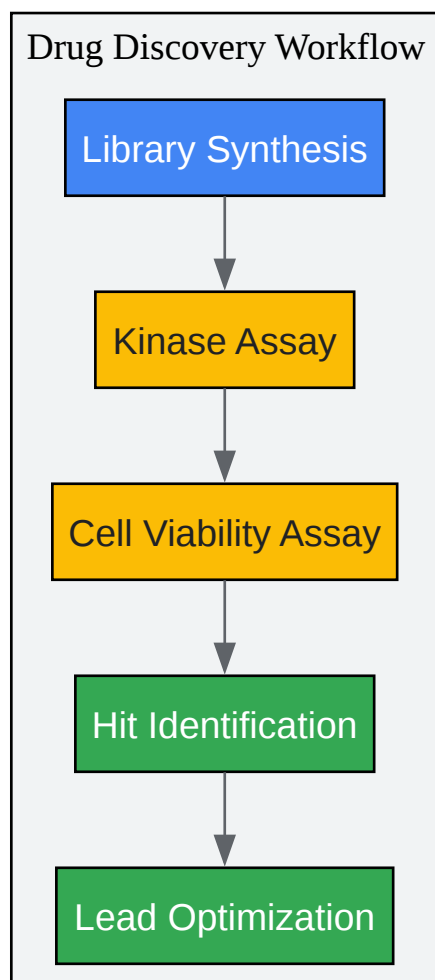 Drug Discovery Workflow
Library Synthesis
Kinase Assay
Cell Viability Assay
Hit Identification
Lead Optimization